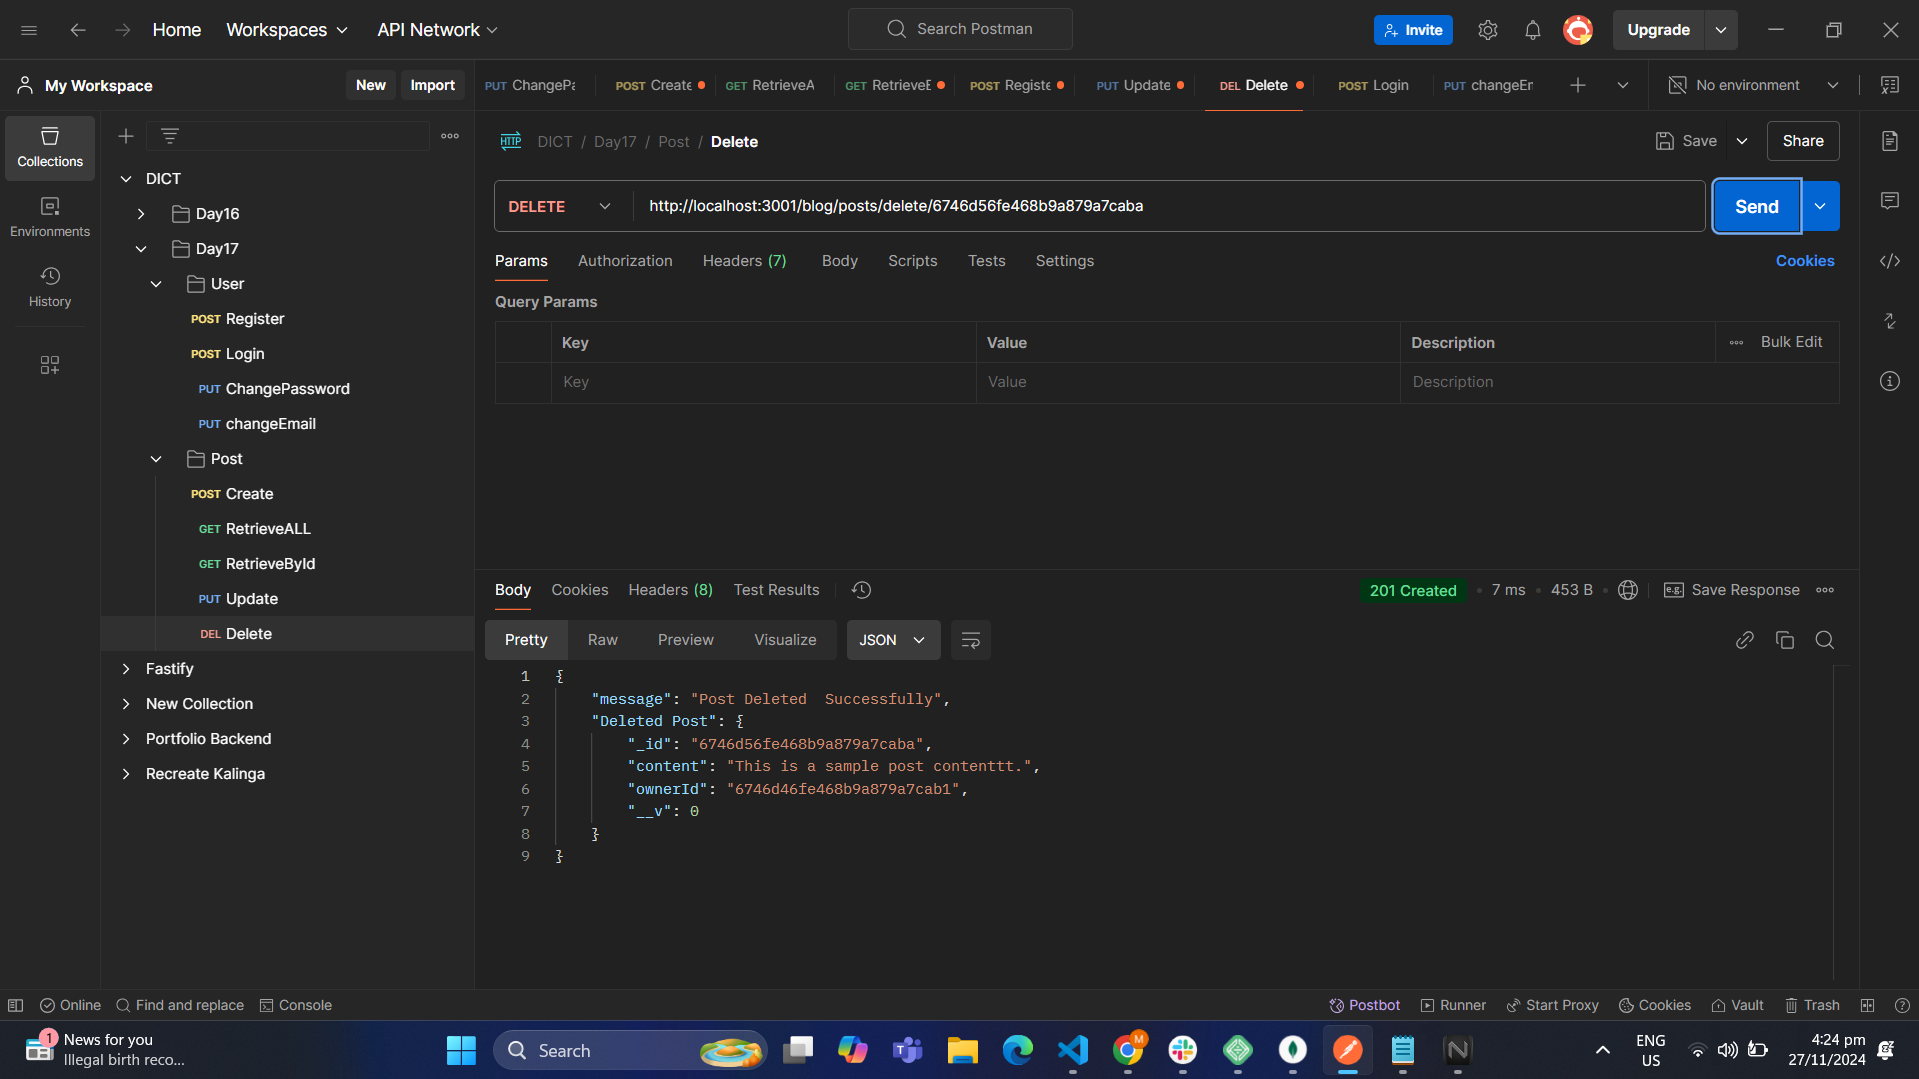 Home Workspaces API Network Search Postman Invite Upgrade
My Workspace New Import PUT ChangePa POST Create GET RetrieveA GET RetrieveE POST Registe PUT Update DEL Delete POST Login PUT changeEm No environment
Collections
Environments
History
DICT
Day16
Day17
User
POST Register
POST Login
PUT ChangePassword
PUT changeEmail
Post
POST Create
GET RetrieveALL
GET RetrieveById
PUT Update
DEL Delete
Fastify
New Collection
Portfolio Backend
Recreate Kalinga
HTTP DICT / Day17 / Post / Delete Save Share
DELETE http://localhost:3001/blog/posts/delete/6746d56fe468b9a879a7caba Send
Params Authorization Headers (7) Body Scripts Tests Settings Cookies
Query Params
Key Value Description Bulk Edit
Key Value Description
Body Cookies Headers (8) Test Results 201 Created • 7 ms • 453 B • e.g. Save Response
Pretty Raw Preview Visualize JSON
1 {
2 "message": "Post Deleted  Successfully",
3 "Deleted Post": {
4 "_id": "6746d56fe468b9a879a7caba",
5 "content": "This is a sample post contenttt.",
6 "ownerId": "6746d46fe468b9a879a7cab1",
7 "__v": 0
8 }
9 }
Online Find and replace Console Postbot Runner Start Proxy Cookies Vault Trash
1 News for you
Illegal birth reco...
Search
M
ENG
US
4:24 pm
27/11/2024